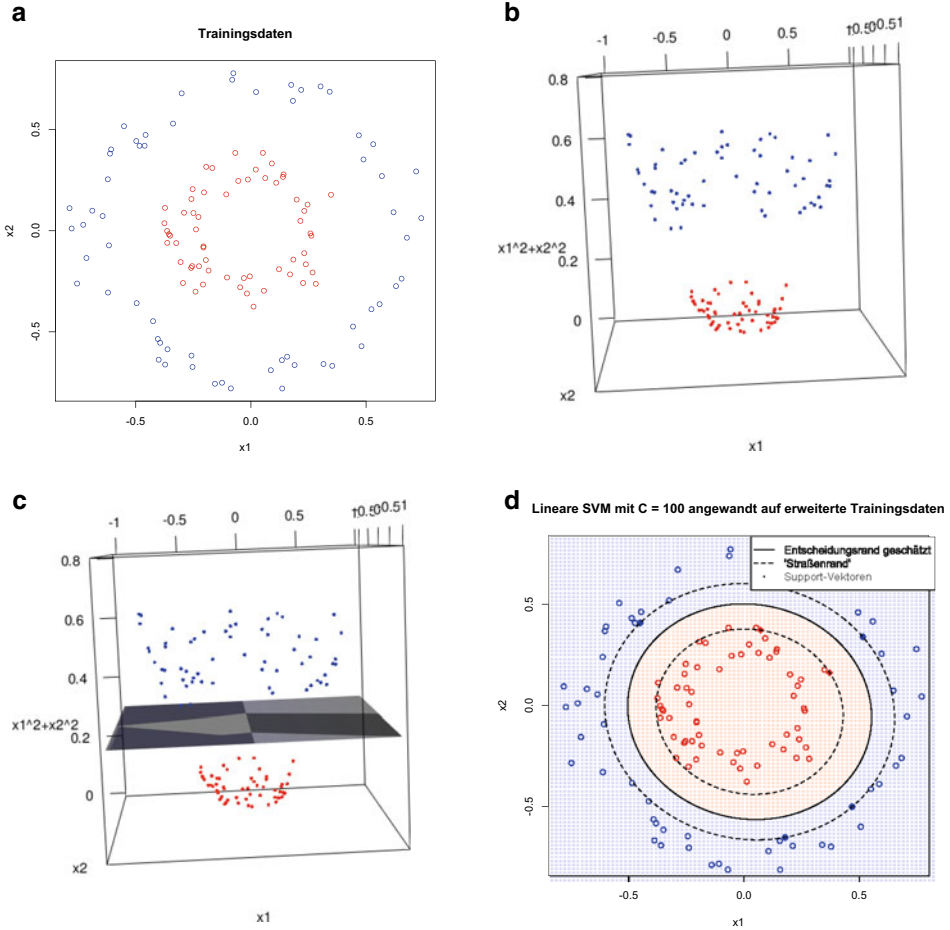 a
Trainingsdaten
0.5
0.0
-0.5
x2
-0.5
0.0
0.5
x1
b
-1
-0.5
0
0.5
0.8
0.6
0.4
x1^2+x2^2
0.2
0
x2
x1
c
-1
-0.5
0
0.5
0.8
0.6
0.4
x1^2+x2^2
0.2
0
x2
x1
d
Lineare SVM mit C = 100 angewandt auf erweiterte Trainingsdaten
Entscheidungsrand geschätzt
"Straßenrand"
Support-Vektoren
0.5
0.0
-0.5
x2
-0.5
0.0
0.5
x1